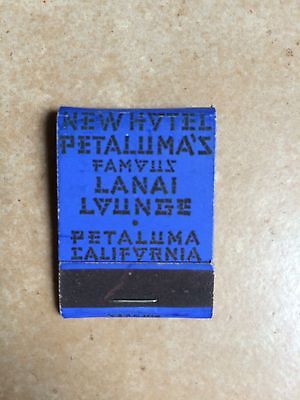 NEW HOTEL
PETALUMA'S
FAMOUS
LANAI
LOUNGE
•
PETALUMA
CALIFORNIA